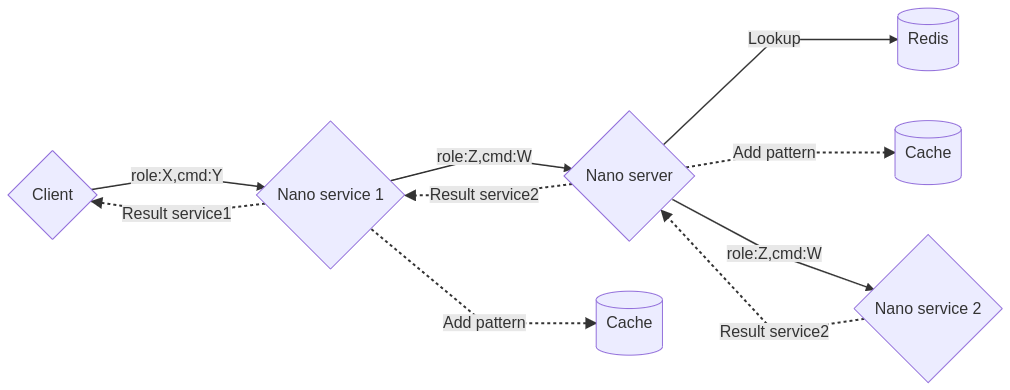 Lookup
Redis
Add pattern
Cache
role:Z,cmd:W
role:X,cmd:Y
Client
Nano service 1
Nano server
Result service2
Result service1
role:Z,cmd:W
Nano service 2
Add pattern
Cache
Result service2